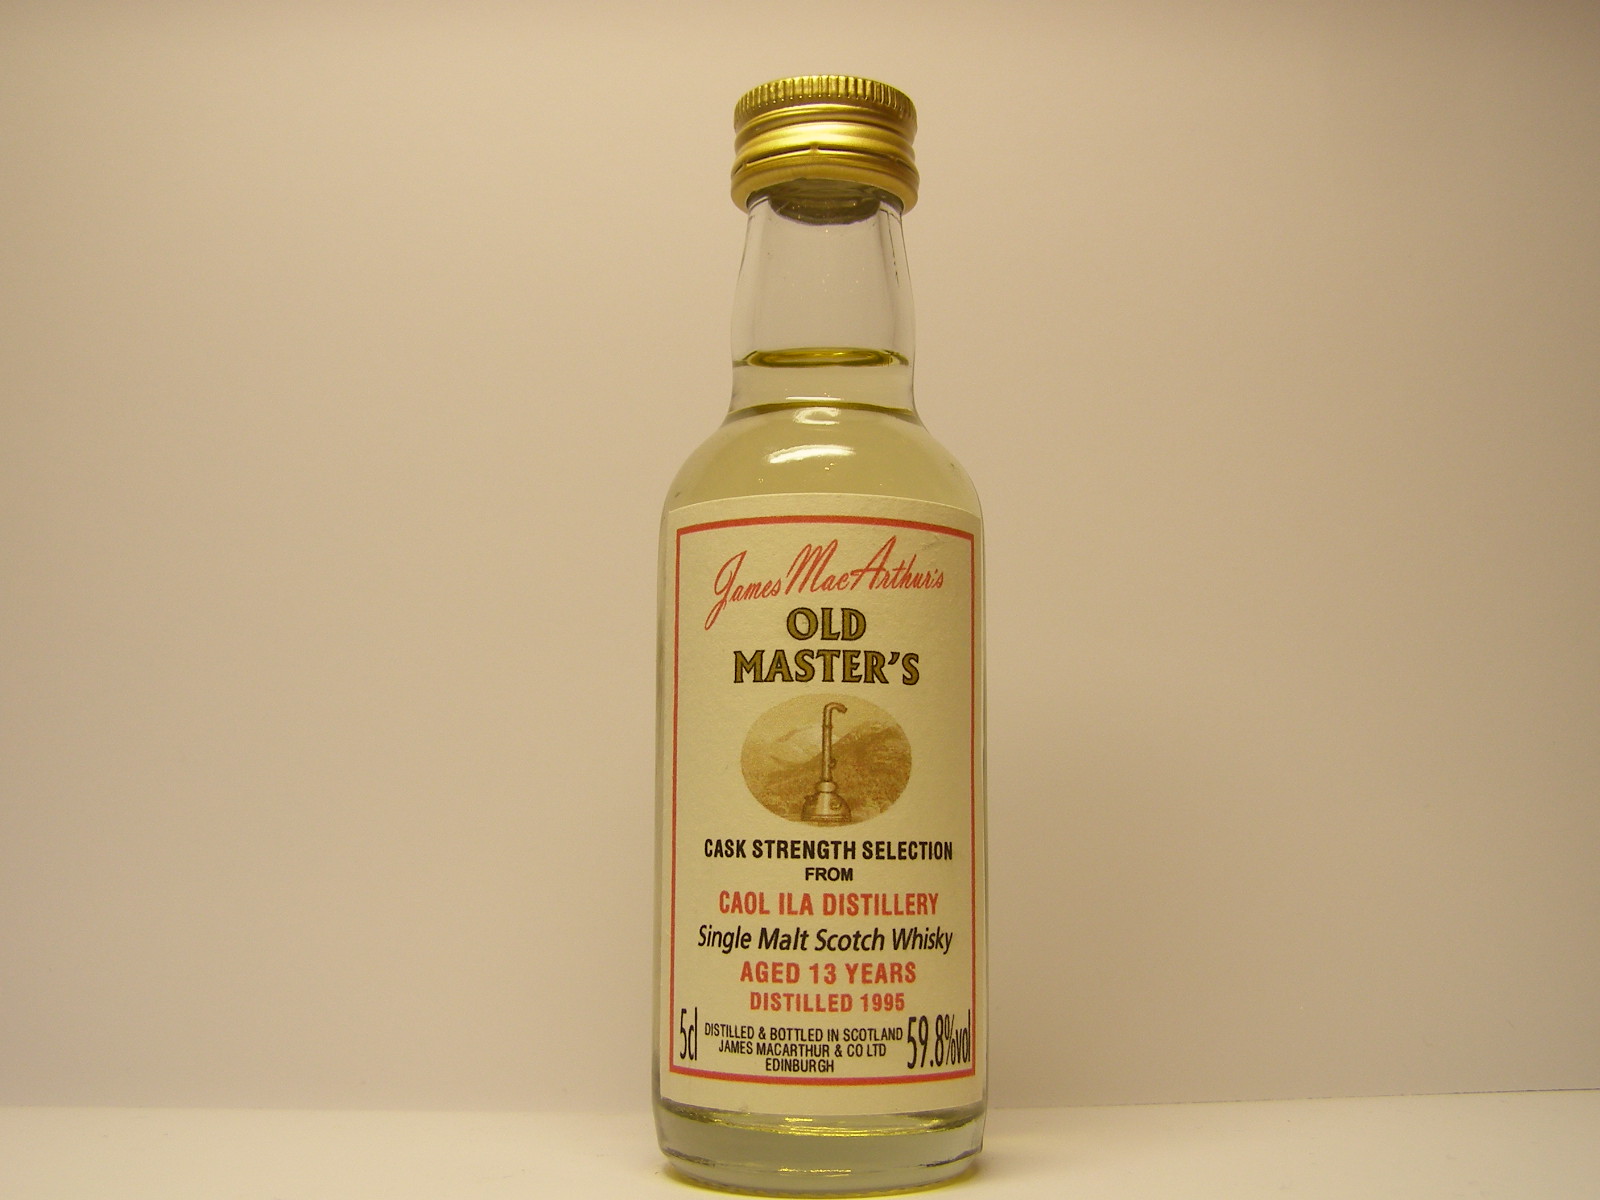 James MacArthur's
OLD
MASTER'S
CASK STRENGTH SELECTION
FROM
CAOL ILA DISTILLERY
Single Malt Scotch Whisky
AGED 13 YEARS
DISTILLED 1995
5cl
DISTILLED & BOTTLED IN SCOTLAND
JAMES MACARTHUR & CO LTD
EDINBURGH
59.8%vol